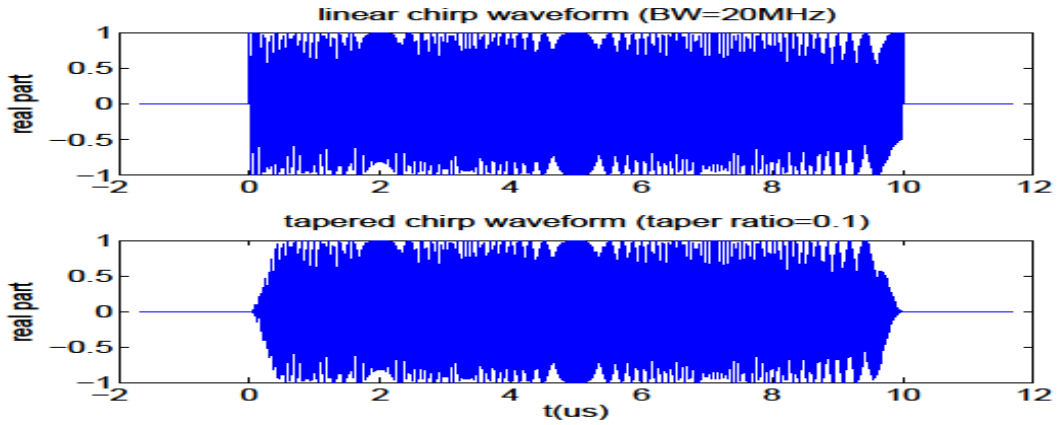 linear chirp waveform (BW=20MHz)
1
0.5
0
−0.5
−1
real part
−2 0 2 4 6 8 10 12
tapered chirp waveform (taper ratio=0.1)
1
0.5
0
−0.5
−1
real part
−2 0 2 4 6 8 10 12
t(us)